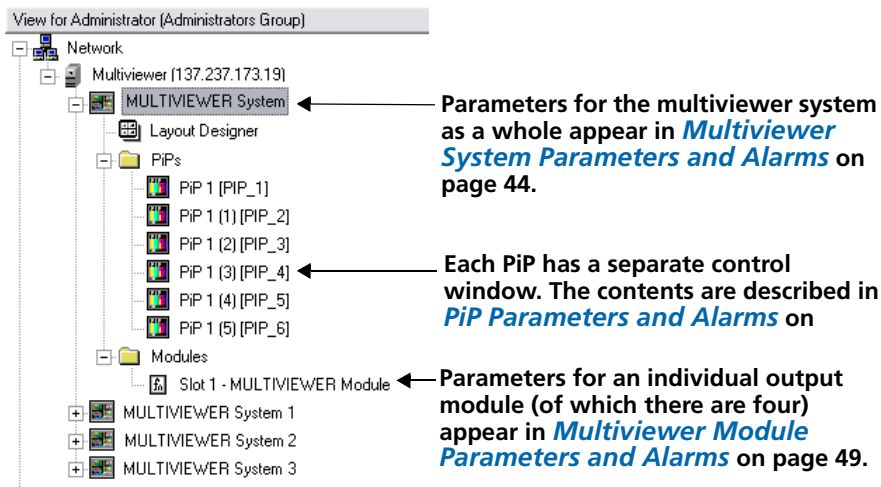 View for Administrator (Administrators Group)
Network
Multiviewer (137.237.173.19)
MULTIVIEWER System
Layout Designer
PiPs
PiP 1 [PIP_1]
PiP 1 (1) [PIP_2]
PiP 1 (2) [PIP_3]
PiP 1 (3) [PIP_4]
PiP 1 (4) [PIP_5]
PiP 1 (5) [PIP_6]
Modules
Slot 1 - MULTIVIEWER Module
MULTIVIEWER System 1
MULTIVIEWER System 2
MULTIVIEWER System 3
Parameters for the multiviewer system
as a whole appear in Multiviewer
System Parameters and Alarms on
page 44.
Each PiP has a separate control
window. The contents are described in
PiP Parameters and Alarms on
Parameters for an individual output
module (of which there are four)
appear in Multiviewer Module
Parameters and Alarms on page 49.